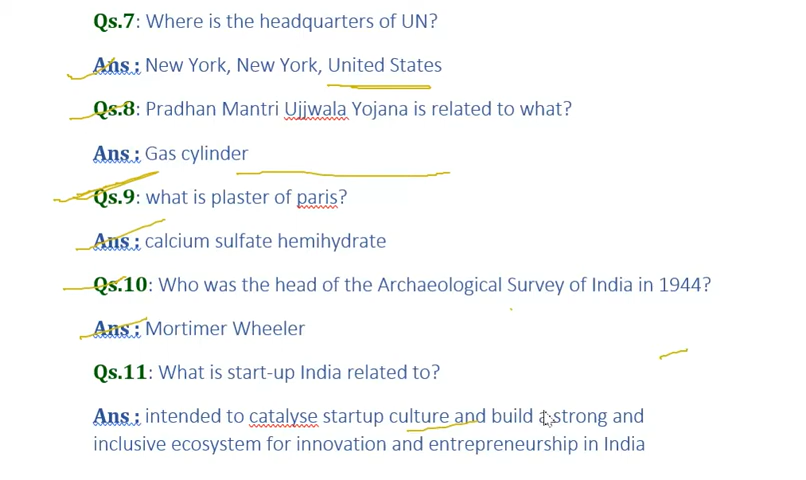 Qs.7: Where is the headquarters of UN?
Ans : New York, New York, United States
Qs.8: Pradhan Mantri Ujjwala Yojana is related to what?
Ans : Gas cylinder
Qs.9: what is plaster of paris?
Ans : calcium sulfate hemihydrate
Qs.10: Who was the head of the Archaeological Survey of India in 1944?
Ans : Mortimer Wheeler
Qs.11: What is start-up India related to?
Ans : intended to catalyse startup culture and build a strong and
inclusive ecosystem for innovation and entrepreneurship in India